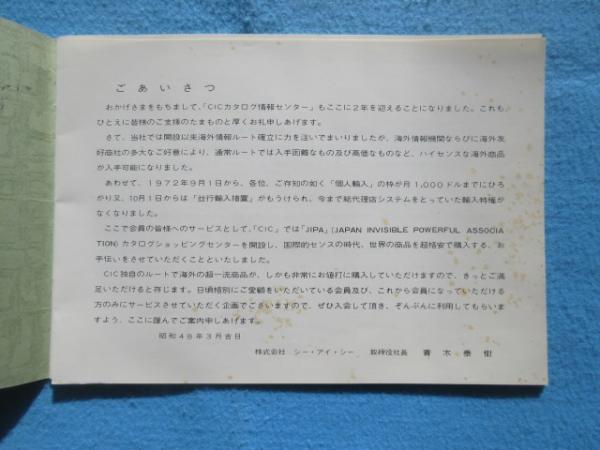 ごあいさつ
おかげさまをもちまして、「CICカタログ情報センター」もここに2年を迎えることになりました。これも
ひとえに皆様のご支援のたまものと厚くお礼申しあげます。
さて、当社では開設以来海外情報ルート確立に力を注いでまいりましたが、海外情報機関ならびに海外友
好商社の多大なご好意により、通常ルートでは入手困難なもの及び高価なものなど、ハイセンスな海外商品
が入手可能になりました。
あわせて、1972年9月1日から、各位、ご存知の如く「個人輸入」の枠が月1,000ドルまでにひろ
がり又、10月1日からは「並行輸入措置」がもうけられ、今まで総代理店システムをとっていた輸入特権が
なくなりました。
ここで会員の皆様へのサービスとして、「CIC」では「JIPA」(JAPAN INVISIBLE POWERFUL ASSOCIA
TION)カタログショッピングセンターを開設し、国際的センスの時代、世界の商品を超格安で購入する、お
手伝いをさせていただくことといたしました。
CIC独自のルートで海外の超一流商品が、しかも非常にお値打に購入していただけますので、きっとご満
足いただけると存じます。日頃格別にご愛顧をいただいている会員及び、これから会員になっていただける
方のみにサービスさせていただく企画でございますので、ぜひ入会して頂き、ぞんぶんに利用してもらいま
すよう、ここに謹んでご案内申しあげます。
昭和48年3月吉日
株式会社 シー・アイ・シー 取締役社長 青木泰樹